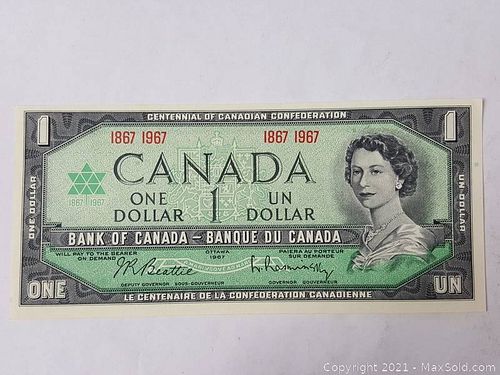 CENTENNIAL OF CANADIAN CONFEDERATION
1 1
1867 1967 1867 1967
CANADA
1867 1967
ONE DOLLAR
UN DOLLAR
ONE UN
DOLLAR 1 DOLLAR
BANK OF CANADA – BANQUE DU CANADA
WILL PAY TO THE BEARER OTTAWA PAIERA AU PORTEUR
ON DEMAND 1967 SUR DEMANDE
J.R. Beattie L. Rasminsky
DEPUTY GOVERNOR SOUS-GOUVERNEUR GOVERNOR GOUVERNEUR
ONE UN
LE CENTENAIRE DE LA CONFEDERATION CANADIENNE
Copyright 2021 - MaxSold.com